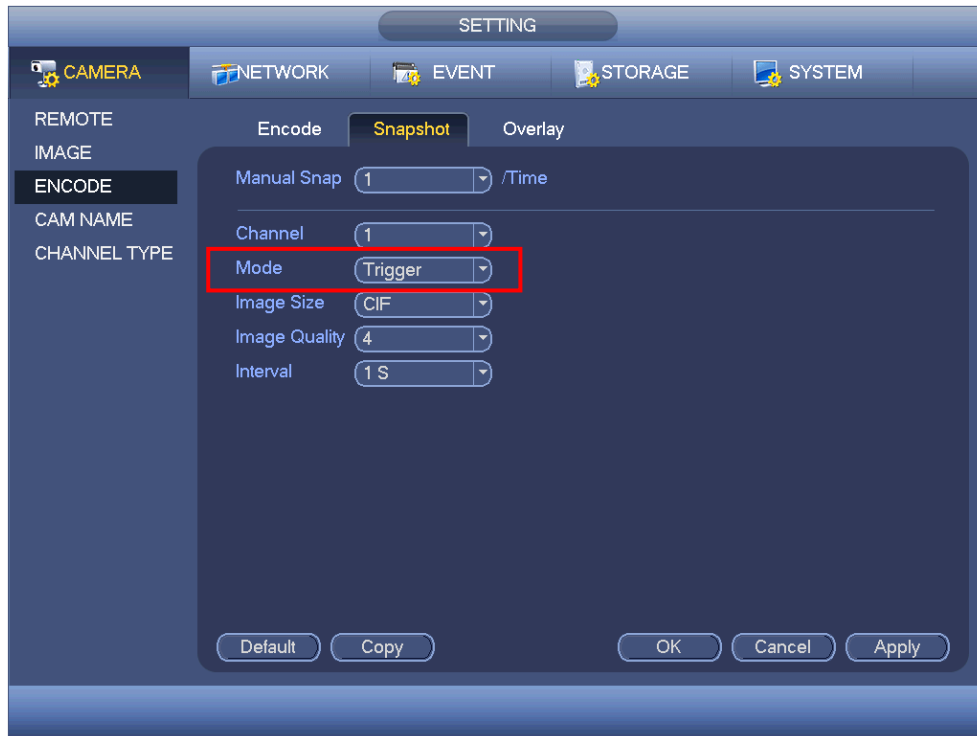 SETTING
CAMERA NETWORK EVENT STORAGE SYSTEM
REMOTE
IMAGE
ENCODE
CAM NAME
CHANNEL TYPE
Encode Snapshot Overlay
Manual Snap 1 /Time
Channel 1
Mode Trigger
Image Size CIF
Image Quality 4
Interval 1 S
Default Copy OK Cancel Apply